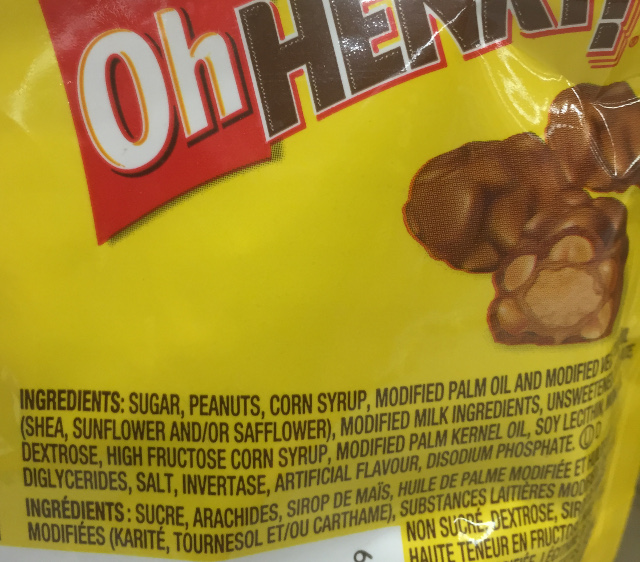 Oh HENRY!
INGREDIENTS: SUGAR, PEANUTS, CORN SYRUP, MODIFIED PALM OIL AND MODIFIED
(SHEA, SUNFLOWER AND/OR SAFFLOWER), MODIFIED MILK INGREDIENTS,
DEXTROSE, HIGH FRUCTOSE CORN SYRUP, MODIFIED PALM KERNEL OIL, SOY LECITHIN,
DIGLYCERIDES, SALT, INVERTASE, ARTIFICIAL FLAVOUR, DISODIUM PHOSPHATE. U D
INGRÉDIENTS : SUCRE, ARACHIDES, SIROP DE MAÏS, HUILE DE PALME MODIFIÉE ET
MODIFIÉES (KARITÉ, TOURNESOL ET/OU CARTHAME), SUBSTANCES LAITIÈRES
NON SUCRÉ, DEXTROSE,
HAUTE TENEUR EN